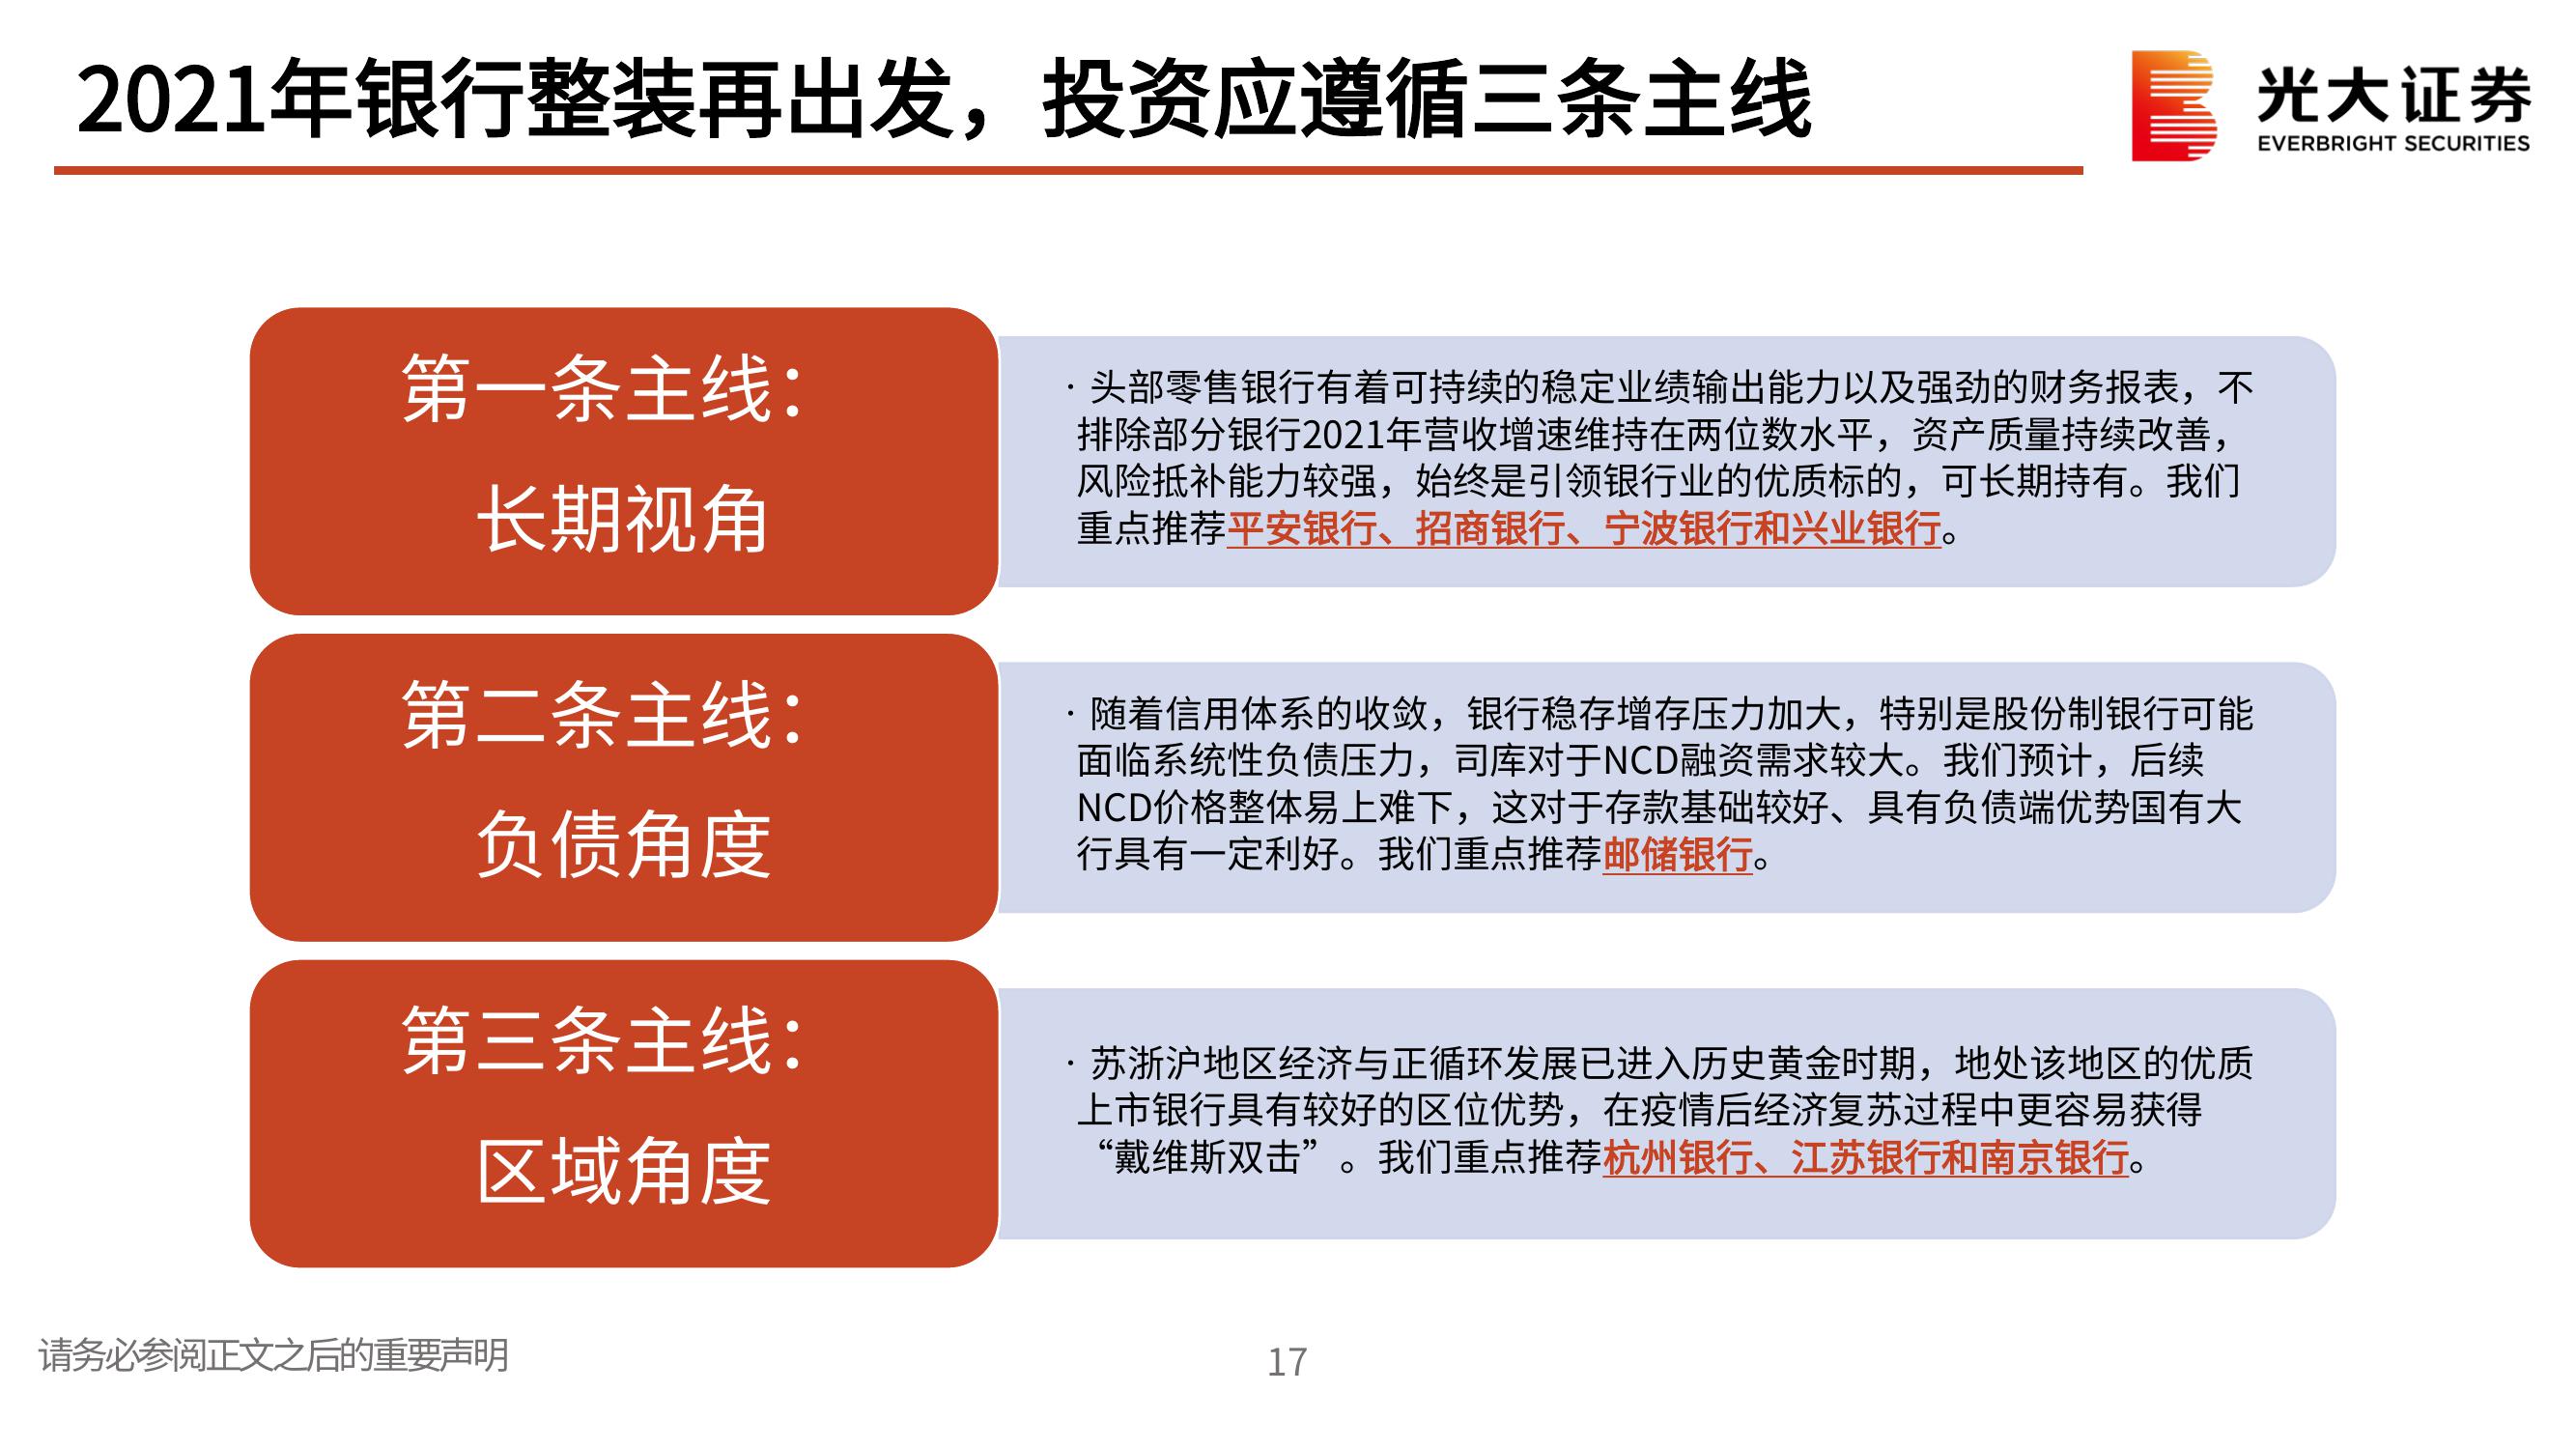 2021年银行整装再出发，投资应遵循三条主线
光大证券
EVERBRIGHT SECURITIES
第一条主线：
长期视角
· 头部零售银行有着可持续的稳定业绩输出能力以及强劲的财务报表，不
排除部分银行2021年营收增速维持在两位数水平，资产质量持续改善，
风险抵补能力较强，始终是引领银行业的优质标的，可长期持有。我们
重点推荐平安银行、招商银行、宁波银行和兴业银行。
第二条主线：
负债角度
· 随着信用体系的收敛，银行稳存增存压力加大，特别是股份制银行可能
面临系统性负债压力，司库对于NCD融资需求较大。我们预计，后续
NCD价格整体易上难下，这对于存款基础较好、具有负债端优势国有大
行具有一定利好。我们重点推荐邮储银行。
第三条主线：
区域角度
· 苏浙沪地区经济与正循环发展已进入历史黄金时期，地处该地区的优质
上市银行具有较好的区位优势，在疫情后经济复苏过程中更容易获得
“戴维斯双击”。我们重点推荐杭州银行、江苏银行和南京银行。
请务必参阅正文之后的重要声明
17